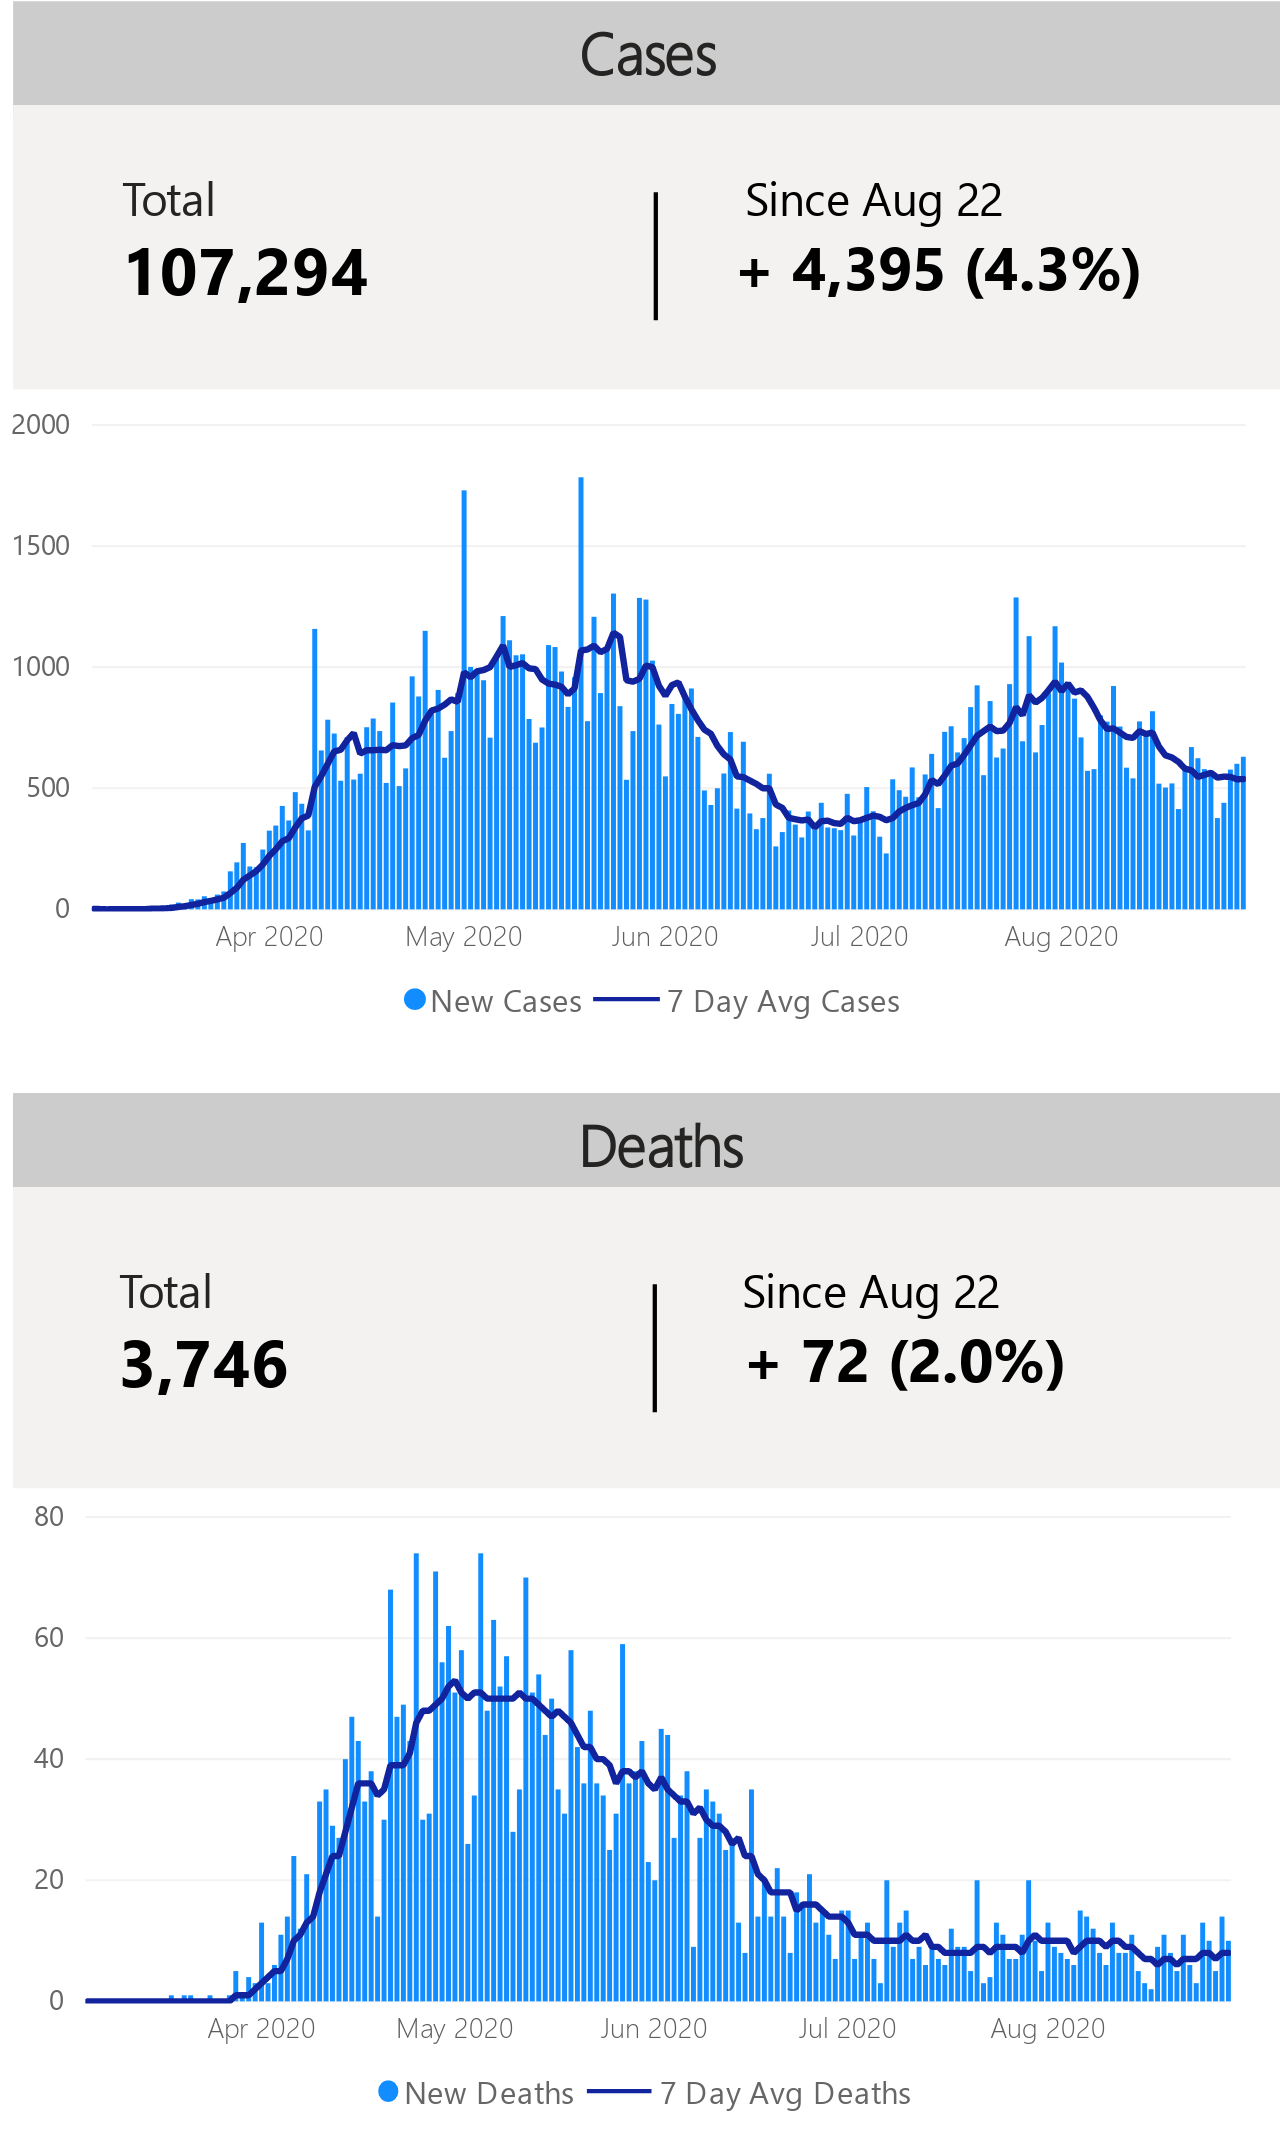 Cases
Total
Since Aug 22
107,294
+ 4,395 (4.3%)
2000
1500
1000
500
0
Apr 2020
May 2020
Jun 2020
Jul 2020
Aug 2020
New Cases
7 Day Avg Cases
Deaths
Total
Since Aug 22
3,746
+ 72 (2.0%)
80
60
40
20
0
Apr 2020
May 2020
Jun 2020
Jul 2020
Aug 2020
New Deaths
7 Day Avg Deaths